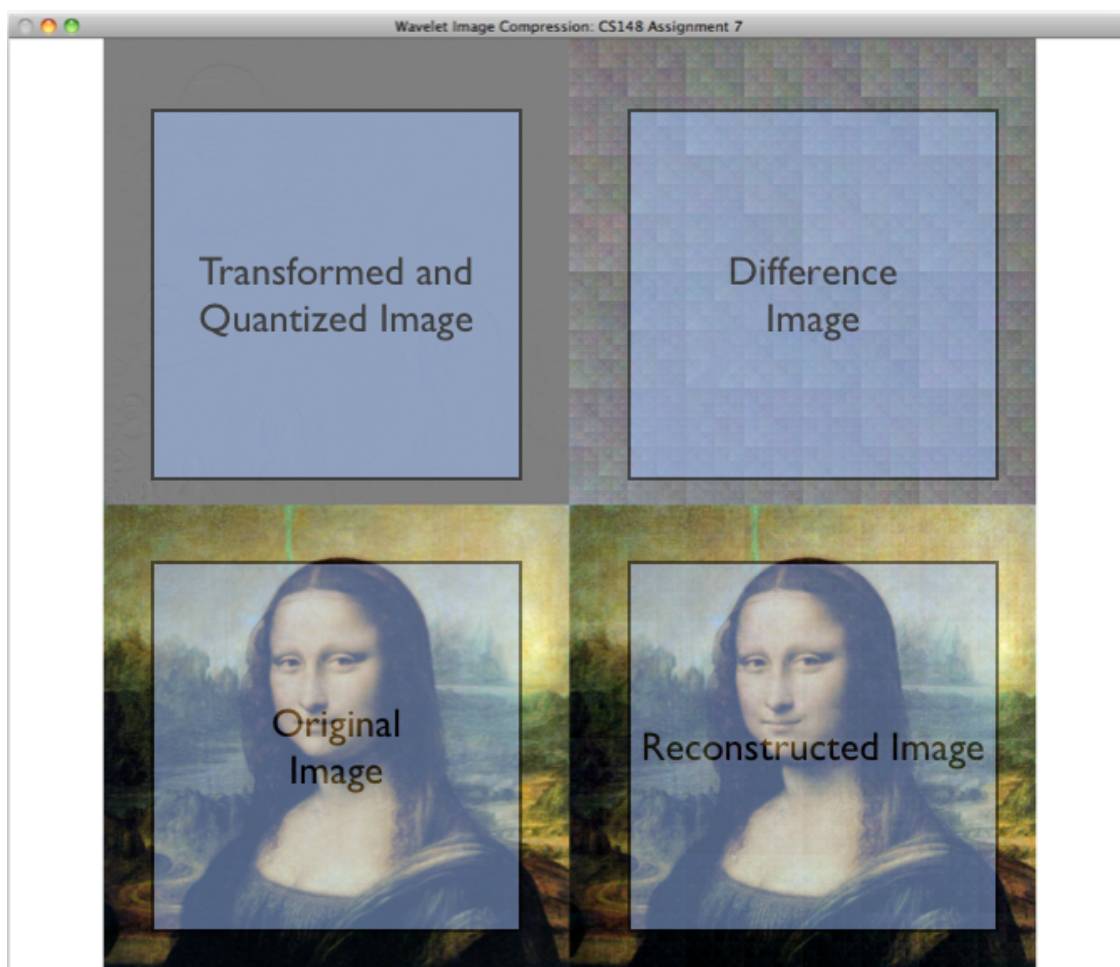 Wavelet Image Compression: CS148 Assignment 7
Transformed and
Quantized Image
Difference
Image
Original
Image
Reconstructed Image